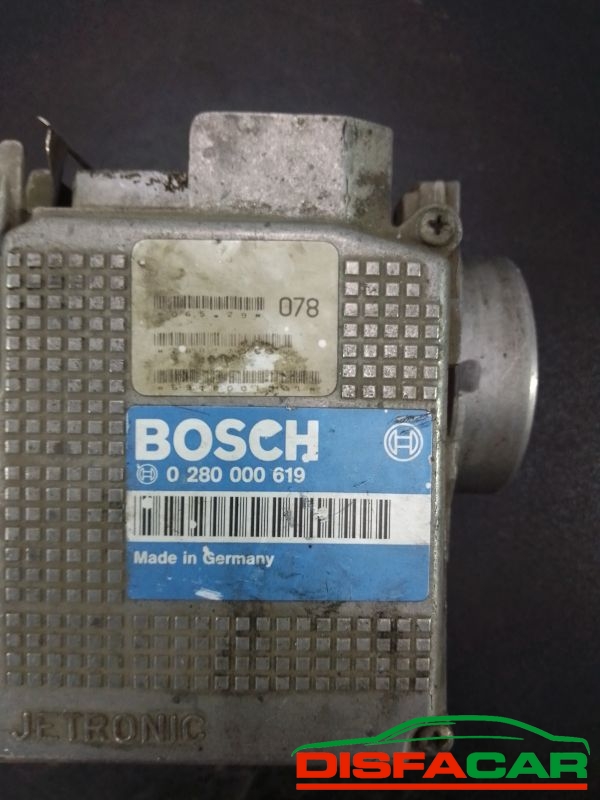 078
BOSCH
0 280 000 619
Made in Germany
JETRONIC
DISFACAR